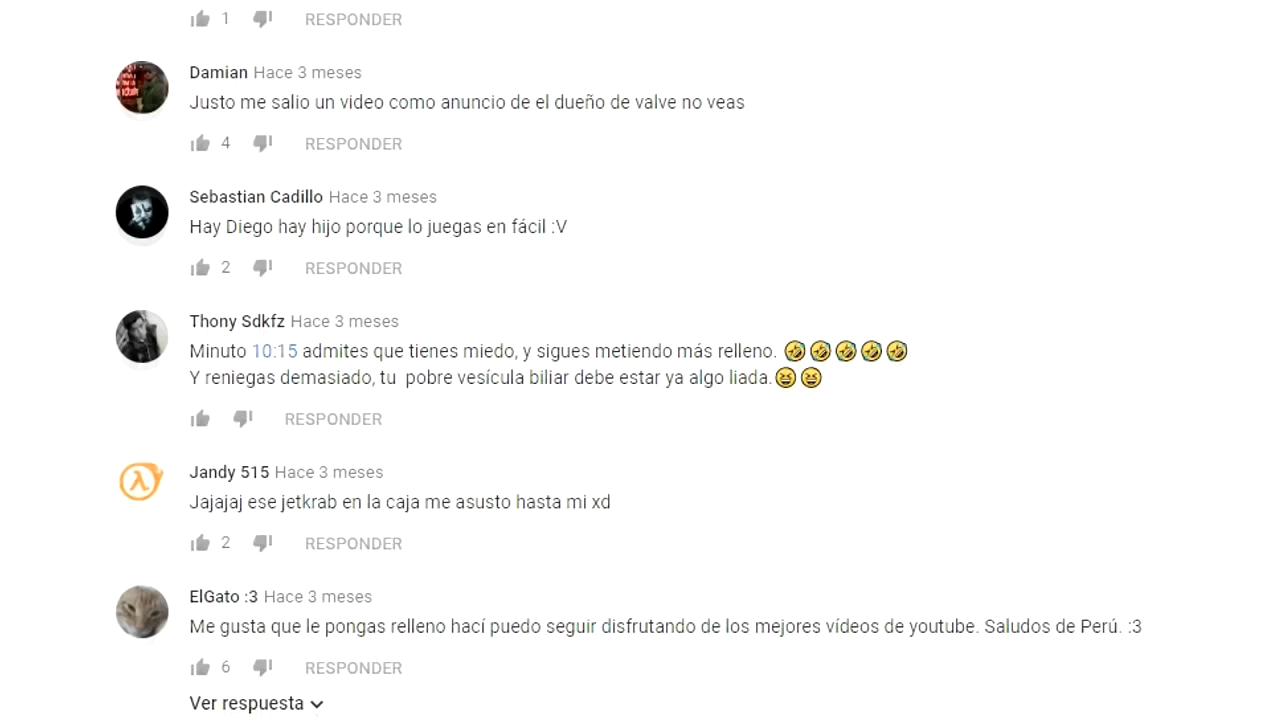 1 RESPONDER
Damian Hace 3 meses
Justo me salio un video como anuncio de el dueño de valve no veas
4 RESPONDER
Sebastian Cadillo Hace 3 meses
Hay Diego hay hijo porque lo juegas en fácil :V
2 RESPONDER
Thony Sdkfz Hace 3 meses
Minuto 10:15 admites que tienes miedo, y sigues metiendo más relleno. 🤣🤣🤣🤣🤣
Y reniegas demasiado, tu pobre vesícula biliar debe estar ya algo liada.😆😆
RESPONDER
Jandy 515 Hace 3 meses
Jajajaj ese jetkrab en la caja me asusto hasta mi xd
2 RESPONDER
ElGato :3 Hace 3 meses
Me gusta que le pongas relleno hací puedo seguir disfrutando de los mejores vídeos de youtube. Saludos de Perú. :3
6 RESPONDER
Ver respuesta